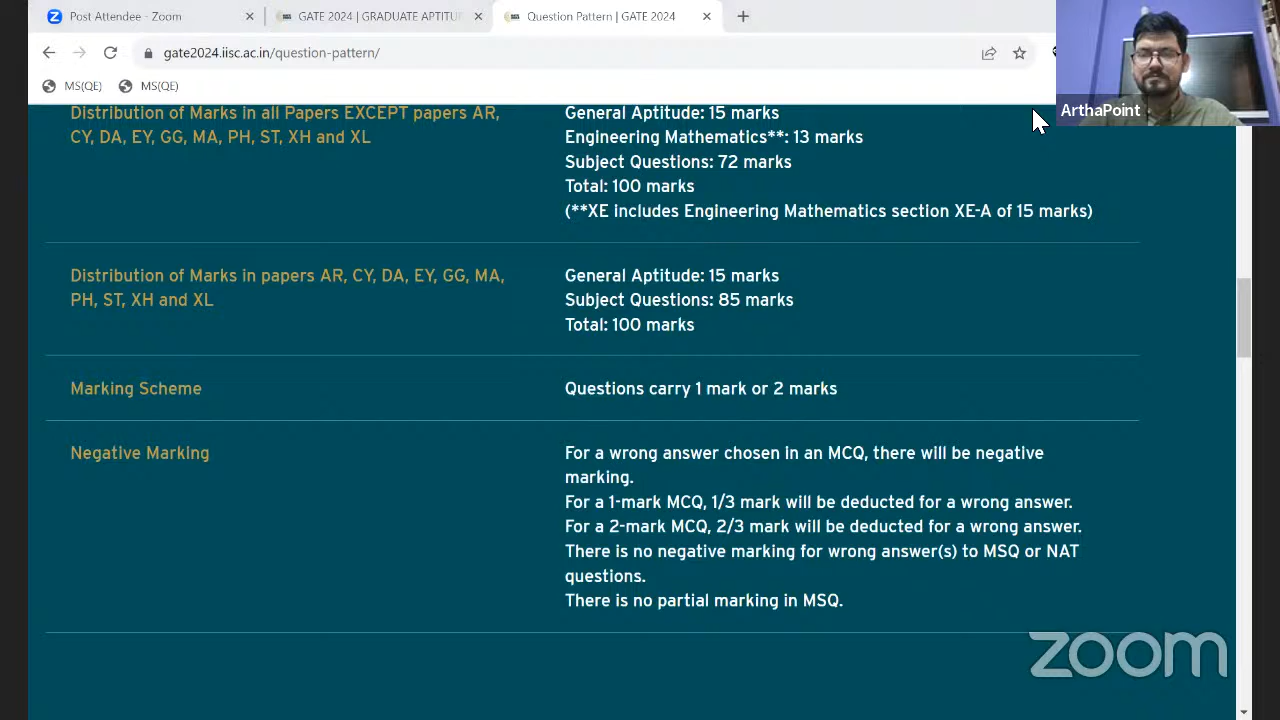 Post Attendee - Zoom
GATE 2024 | GRADUATE APTITUD
Question Pattern | GATE 2024
gate2024.iisc.ac.in/question-pattern/
MS(QE)
MS(QE)
ArthaPoint
Distribution of Marks in all Papers EXCEPT papers AR,
CY, DA, EY, GG, MA, PH, ST, XH and XL
General Aptitude: 15 marks
Engineering Mathematics**: 13 marks
Subject Questions: 72 marks
Total: 100 marks
(**XE includes Engineering Mathematics section XE-A of 15 marks)
Distribution of Marks in papers AR, CY, DA, EY, GG, MA,
PH, ST, XH and XL
General Aptitude: 15 marks
Subject Questions: 85 marks
Total: 100 marks
Marking Scheme
Questions carry 1 mark or 2 marks
Negative Marking
For a wrong answer chosen in an MCQ, there will be negative
marking.
For a 1-mark MCQ, 1/3 mark will be deducted for a wrong answer.
For a 2-mark MCQ, 2/3 mark will be deducted for a wrong answer.
There is no negative marking for wrong answer(s) to MSQ or NAT
questions.
There is no partial marking in MSQ.
zoom